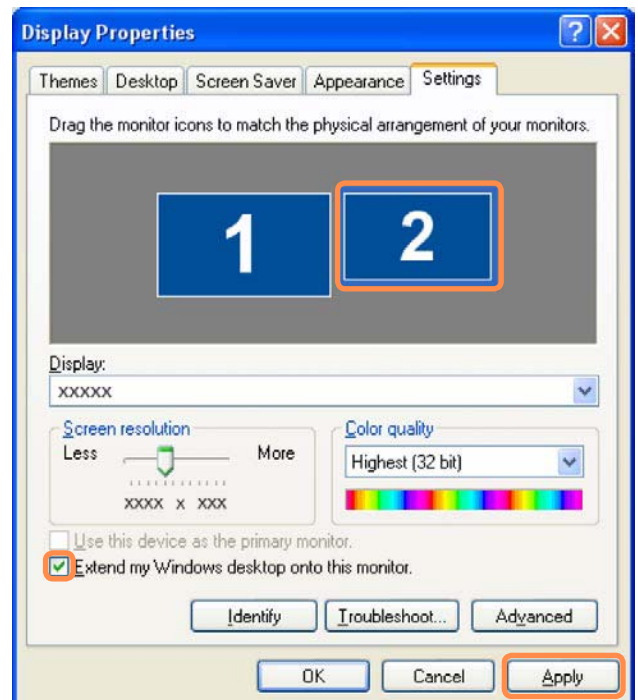 Display Properties
Themes Desktop Screen Saver Appearance Settings
Drag the monitor icons to match the physical arrangement of your monitors.
1 2
Display:
xxxxx
Screen resolution
Less More
xxxx x xxx
Color quality
Highest (32 bit)
Use this device as the primary monitor.
Extend my Windows desktop onto this monitor.
Identify Troubleshoot... Advanced
OK Cancel Apply